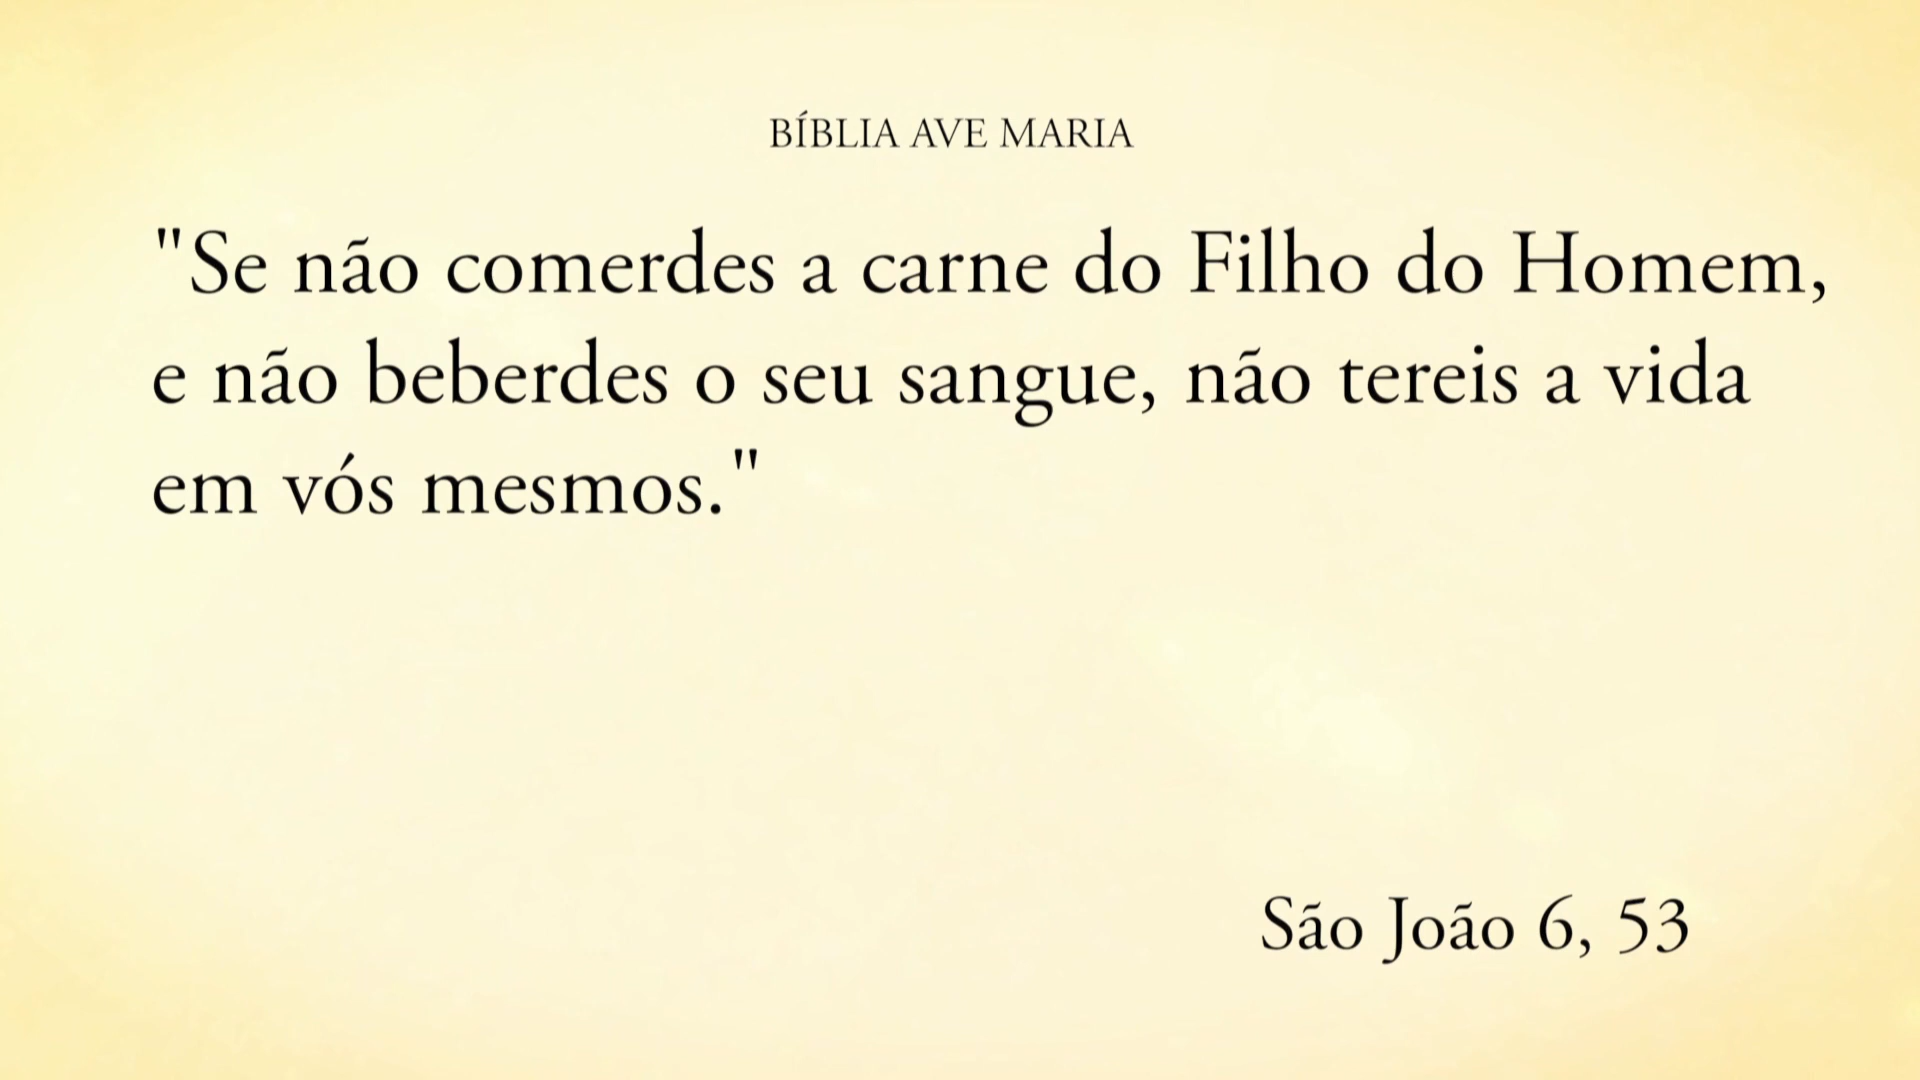 BÍBLIA AVE MARIA
"Se não comerdes a carne do Filho do Homem,
e não beberdes o seu sangue, não tereis a vida
em vós mesmos."
São João 6, 53